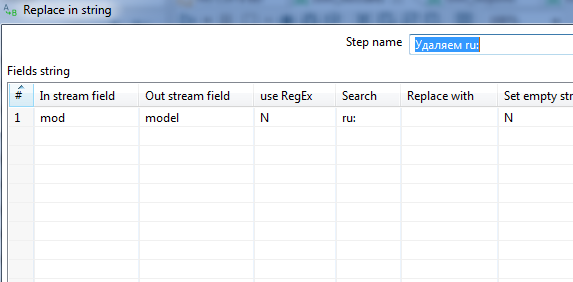 Replace in string
Step name Удаляем ru:
Fields string
# In stream field Out stream field use RegEx Search Replace with Set empty str
1 mod model N ru: N